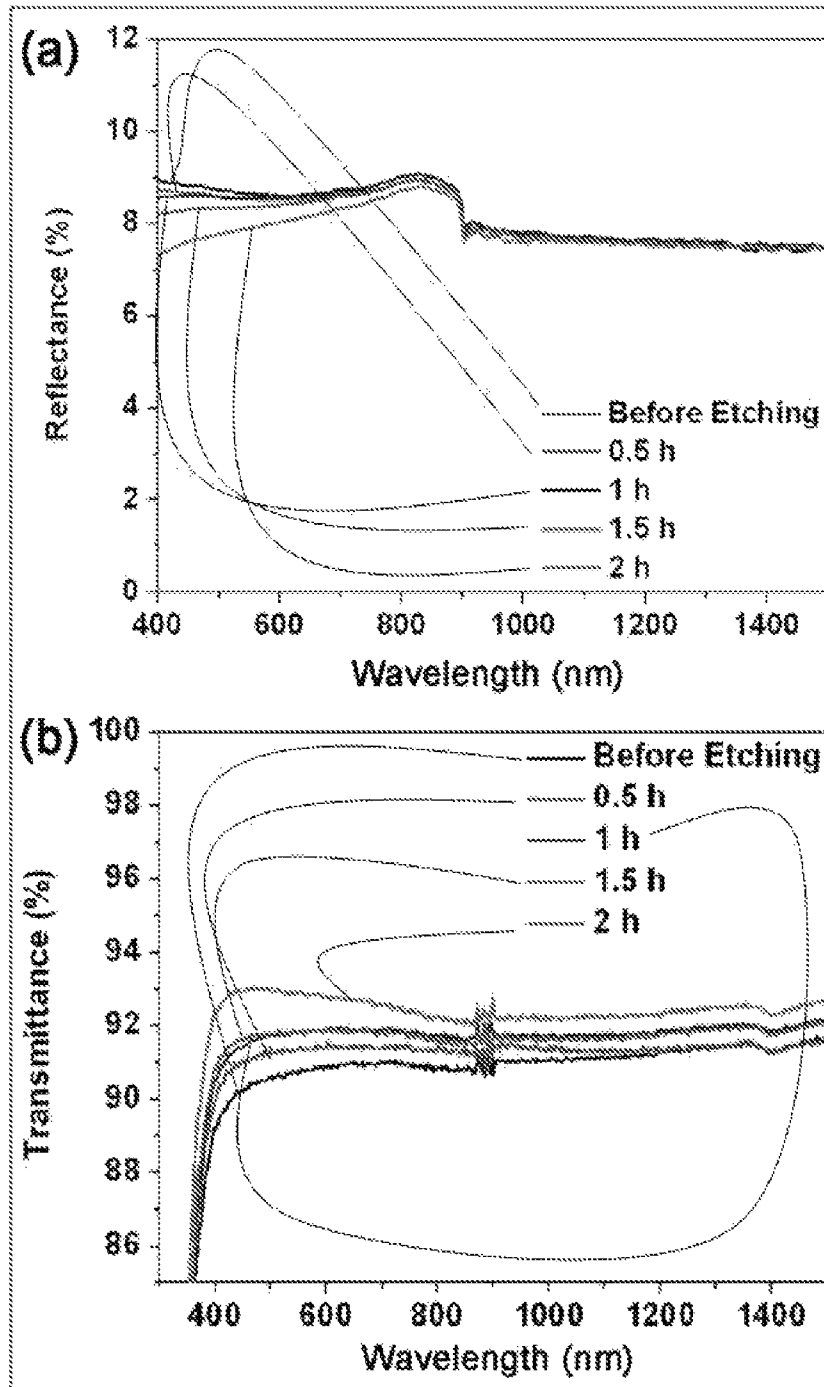 (a)
12
10
8
6
4
2
0
Reflectance (%)
Before Etching
0.5 h
1 h
1.5 h
2 h
400 600 800 1000 1200 1400
Wavelength (nm)
(b)
100
98
96
94
92
90
88
86
Transmittance (%)
Before Etching
0.5 h
1 h
1.5 h
2 h
400 600 800 1000 1200 1400
Wavelength (nm)